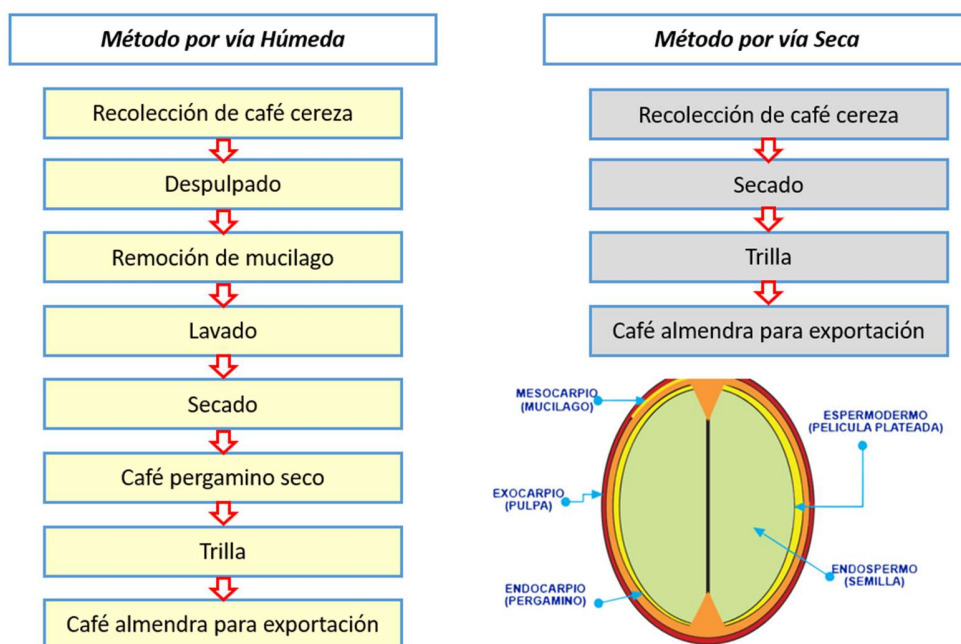 Método por vía Húmeda
Recolección de café cereza
Despulpado
Remoción de mucilago
Lavado
Secado
Café pergamino seco
Trilla
Café almendra para exportación
Método por vía Seca
Recolección de café cereza
Secado
Trilla
Café almendra para exportación
MESOCARPIO
(MUCILAGO)
ESPERMODERMO
(PELICULA PLATEADA)
EXOCARPIO
(PULPA)
ENDOSPERMO
(SEMILLA)
ENDOCARPIO
(PERGAMINO)